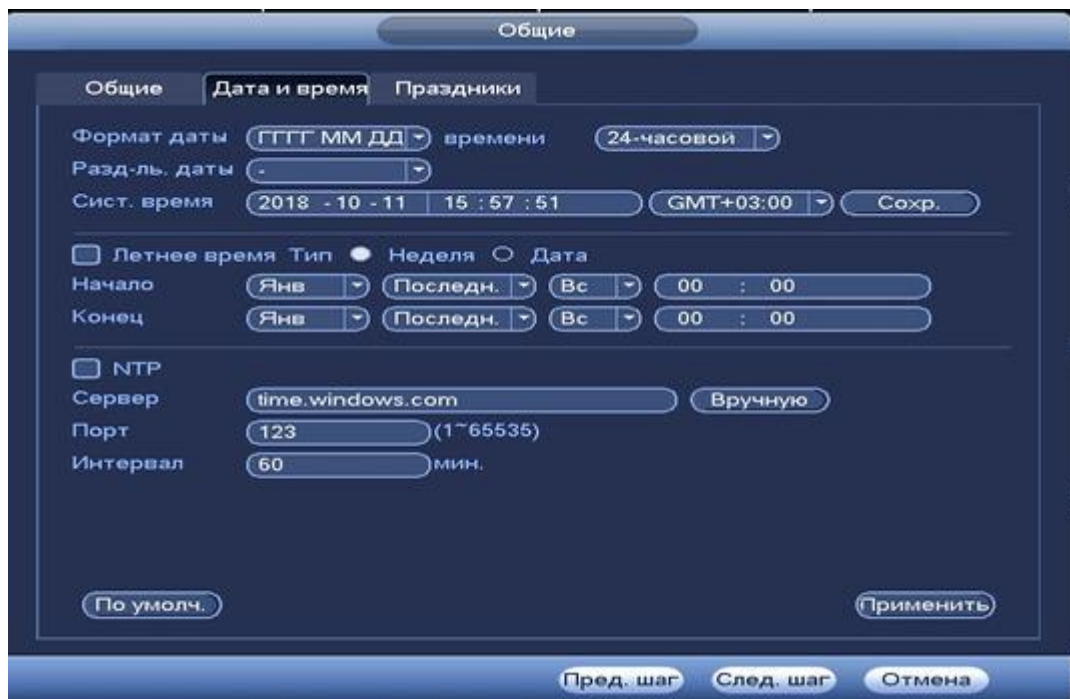 Общие
Общие Дата и время Праздники
Формат даты ГГГГ ММ ДД времени 24-часовой
Разд-ль. даты -
Сист. время 2018 - 10 - 11 15 : 57 : 51 GMT+03:00 Сохр.
Летнее время Тип Неделя Дата
Начало Янв Последн. Вс 00 : 00
Конец Янв Последн. Вс 00 : 00
NTP
Сервер time.windows.com Вручную
Порт 123 (1~65535)
Интервал 60 мин.
По умолч. Применить
Пред. шаг След. шаг Отмена